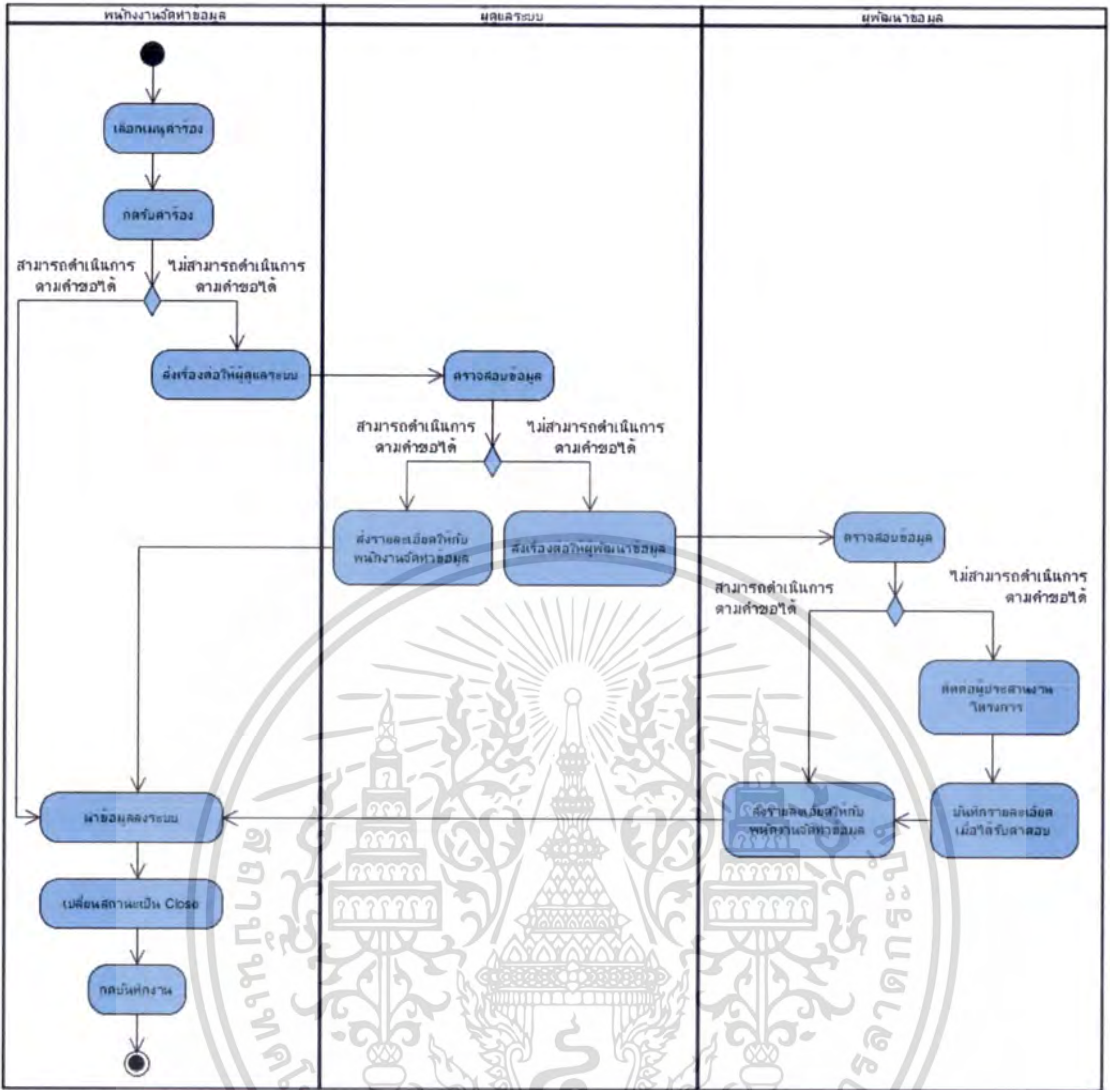 พนักงานจัดทำข้อมูล
ผู้ดูแลระบบ
ผู้พัฒนาข้อมูล
เลือกเมนูคำร้อง
กดรับคำร้อง
สามารถดำเนินการ
ตามคำขอได้
ไม่สามารถดำเนินการ
ตามคำขอได้
ส่งเรื่องต่อให้ผู้ดูแลระบบ
ตรวจสอบข้อมูล
สามารถดำเนินการ
ตามคำขอได้
ไม่สามารถดำเนินการ
ตามคำขอได้
ส่งรายละเอียดให้กับ
พนักงานจัดทำข้อมูล
ส่งเรื่องต่อให้ผู้พัฒนาข้อมูล
ตรวจสอบข้อมูล
สามารถดำเนินการ
ตามคำขอได้
ไม่สามารถดำเนินการ
ตามคำขอได้
ติดต่อผู้ประสานงาน
โครงการ
นำข้อมูลลงระบบ
ส่งรายละเอียดให้กับ
พนักงานจัดทำข้อมูล
บันทึกรายละเอียด
เมื่อได้รับคำตอบ
เปลี่ยนสถานะเป็น Close
กดบันทึกงาน